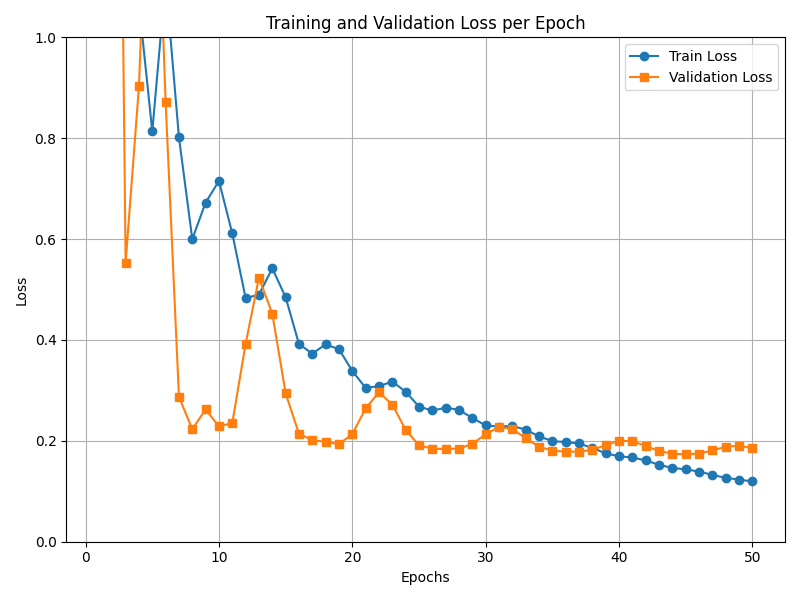 Training and Validation Loss per Epoch
Train Loss
Validation Loss
1.0
0.8
0.6
0.4
0.2
0.0
Loss
0 10 20 30 40 50
Epochs